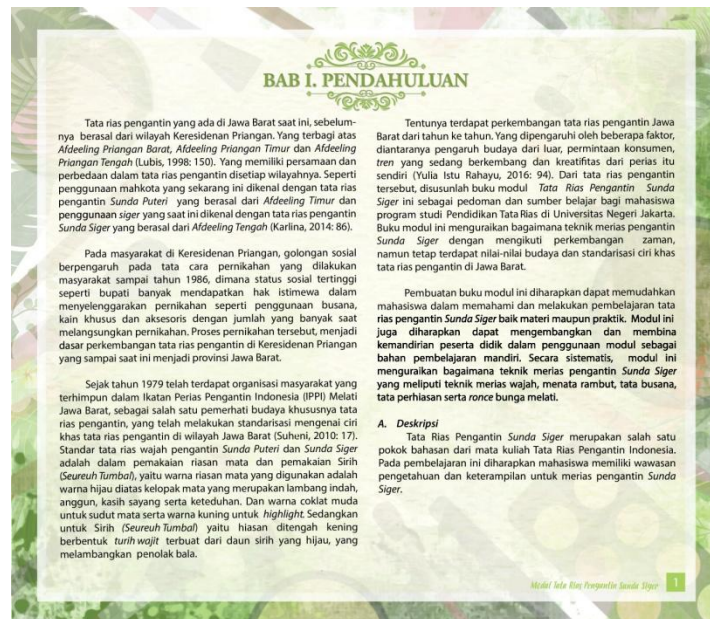 BAB I. PENDAHULUAN
Tata rias pengantin yang ada di Jawa Barat saat ini, sebelum-
nya berasal dari wilayah Keresidenan Priangan. Yang terbagi atas
Afdeeling Priangan Barat, Afdeeling Priangan Timur dan Afdeeling
Priangan Tengah (Lubis, 1998: 150). Yang memiliki persamaan dan
perbedaan dalam tata rias pengantin disetiap wilayahnya. Seperti
penggunaan mahkota yang sekarang ini dikenal dengan tata rias
pengantin Sunda Puteri yang berasal dari Afdeeling Timur dan
penggunaan siger yang saat ini dikenal dengan tata rias pengantin
Sunda Siger yang berasal dari Afdeeling Tengah (Karlina, 2014: 86).
Pada masyarakat di Keresidenan Priangan, golongan sosial
berpengaruh pada tata cara pernikahan yang dilakukan
masyarakat sampai tahun 1986, dimana status sosial tertinggi
seperti bupati banyak mendapatkan hak istimewa dalam
menyelenggarakan pernikahan seperti penggunaan busana,
kain khusus dan aksesoris dengan jumlah yang banyak saat
melangsungkan pernikahan. Proses pernikahan tersebut, menjadi
dasar perkembangan tata rias pengantin di Keresidenan Priangan
yang sampai saat ini menjadi provinsi Jawa Barat.
Sejak tahun 1979 telah terdapat organisasi masyarakat yang
terhimpun dalam Ikatan Perias Pengantin Indonesia (IPPI) Melati
Jawa Barat, sebagai salah satu pemerhati budaya khususnya tata
rias pengantin, yang telah melakukan standarisasi mengenai ciri
khas tata rias pengantin di wilayah Jawa Barat (Suheni, 2010: 17).
Standar tata rias wajah pengantin Sunda Puteri dan Sunda Siger
adalah dalam pemakaian riasan mata dan pemakaian Sirih
(Seureuh Tumbal), yaitu warna riasan mata yang digunakan adalah
warna hijau diatas kelopak mata yang merupakan lambang indah,
anggun, kasih sayang serta keteduhan. Dan warna coklat muda
untuk sudut mata serta warna kuning untuk highlight. Sedangkan
untuk Sirih (Seureuh Tumbal) yaitu hiasan ditengah kening
berbentuk turih wajit terbuat dari daun sirih yang hijau, yang
melambangkan penolak bala.
Tentunya terdapat perkembangan tata rias pengantin Jawa
Barat dari tahun ke tahun. Yang dipengaruhi oleh beberapa faktor,
diantaranya pengaruh budaya dari luar, permintaan konsumen,
tren yang sedang berkembang dan kreatifitas dari perias itu
sendiri (Yulia Istu Rahayu, 2016: 94). Dari tata rias pengantin
tersebut, disusunlah buku modul Tata Rias Pengantin Sunda
Siger ini sebagai pedoman dan sumber belajar bagi mahasiswa
program studi Pendidikan Tata Rias di Universitas Negeri Jakarta.
Buku modul ini menguraikan bagaimana teknik merias pengantin
Sunda Siger dengan mengikuti perkembangan zaman,
namun tetap terdapat nilai-nilai budaya dan standarisasi ciri khas
tata rias pengantin di Jawa Barat.
Pembuatan buku modul ini diharapkan dapat memudahkan
mahasiswa dalam memahami dan melakukan pembelajaran tata
rias pengantin Sunda Siger baik materi maupun praktik. Modul ini
juga diharapkan dapat mengembangkan dan membina
kemandirian peserta didik dalam penggunaan modul sebagai
bahan pembelajaran mandiri. Secara sistematis, modul ini
menguraikan bagaimana teknik merias pengantin Sunda Siger
yang meliputi teknik merias wajah, menata rambut, tata busana,
tata perhiasan serta ronce bunga melati.
A. Deskripsi
Tata Rias Pengantin Sunda Siger merupakan salah satu
pokok bahasan dari mata kuliah Tata Rias Pengantin Indonesia.
Pada pembelajaran ini diharapkan mahasiswa memiliki wawasan
pengetahuan dan keterampilan untuk merias pengantin Sunda
Siger.
Modul Tata Rias Pengantin Sunda Siger 1